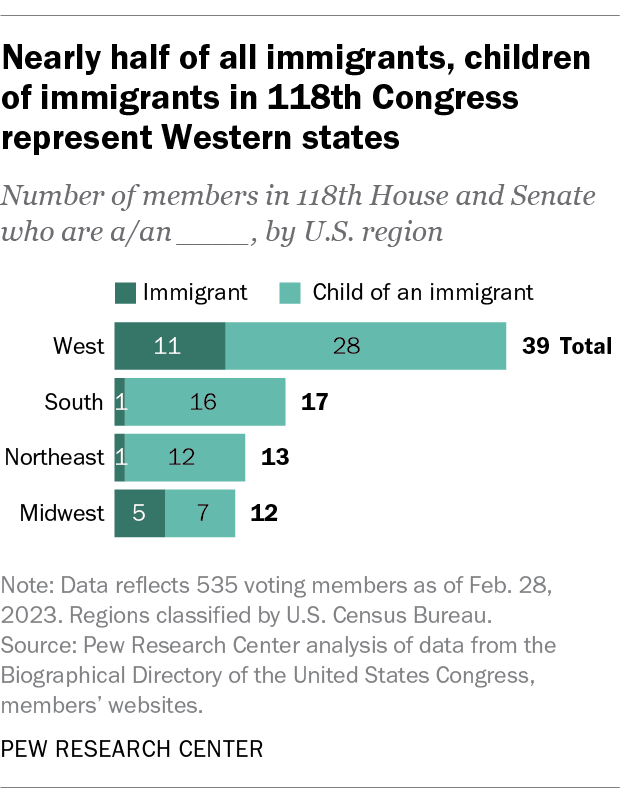 Nearly half of all immigrants, children
of immigrants in 118th Congress
represent Western states
Number of members in 118th House and Senate
who are a/an ____, by U.S. region
Immigrant Child of an immigrant
West 11 28 39 Total
South 1 16 17
Northeast 1 12 13
Midwest 5 7 12
Note: Data reflects 535 voting members as of Feb. 28,
2023. Regions classified by U.S. Census Bureau.
Source: Pew Research Center analysis of data from the
Biographical Directory of the United States Congress,
members’ websites.
PEW RESEARCH CENTER